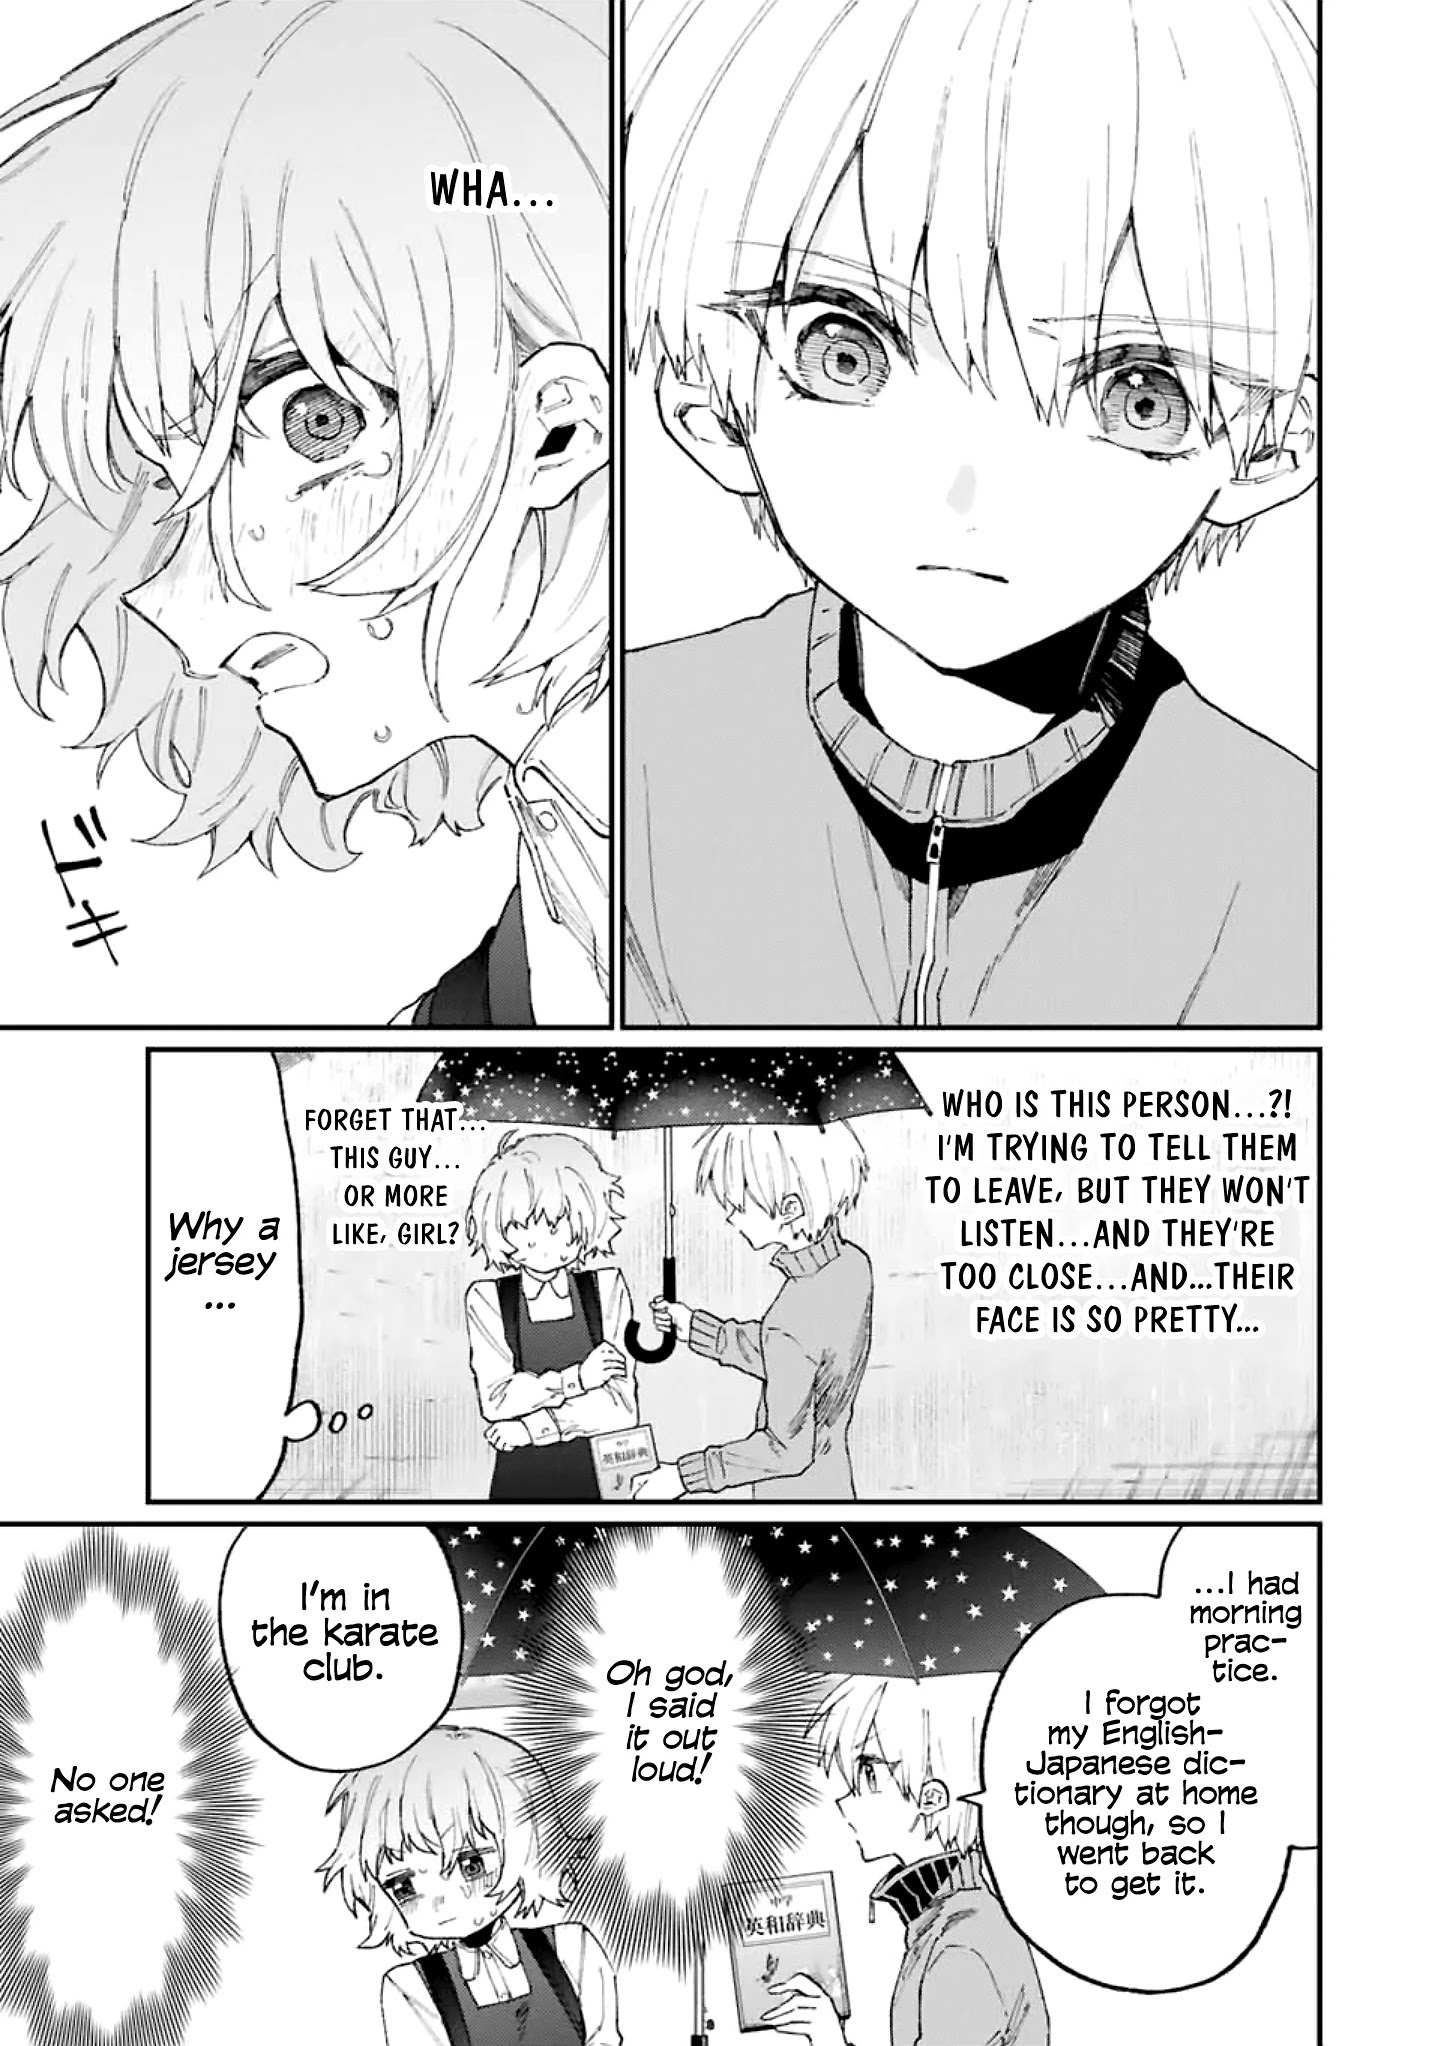 WHA...
ドキ
WHO IS THIS PERSON...?!
I'M TRYING TO TELL THEM
TO LEAVE, BUT THEY WON'T
LISTEN...AND THEY'RE
TOO CLOSE...AND...THEIR
FACE IS SO PRETTY...
FORGET THAT...
THIS GUY...
OR MORE
LIKE, GIRL?
Why a
jersey
...
中学
英和辞典
...I had
morning
prac-
tice.
I forgot
my English-
Japanese dic-
tionary at home
though, so I
went back
to get it.
Oh god,
I said
it out
loud!
I'm in
the karate
club.
No one
asked!
中学
英和辞典